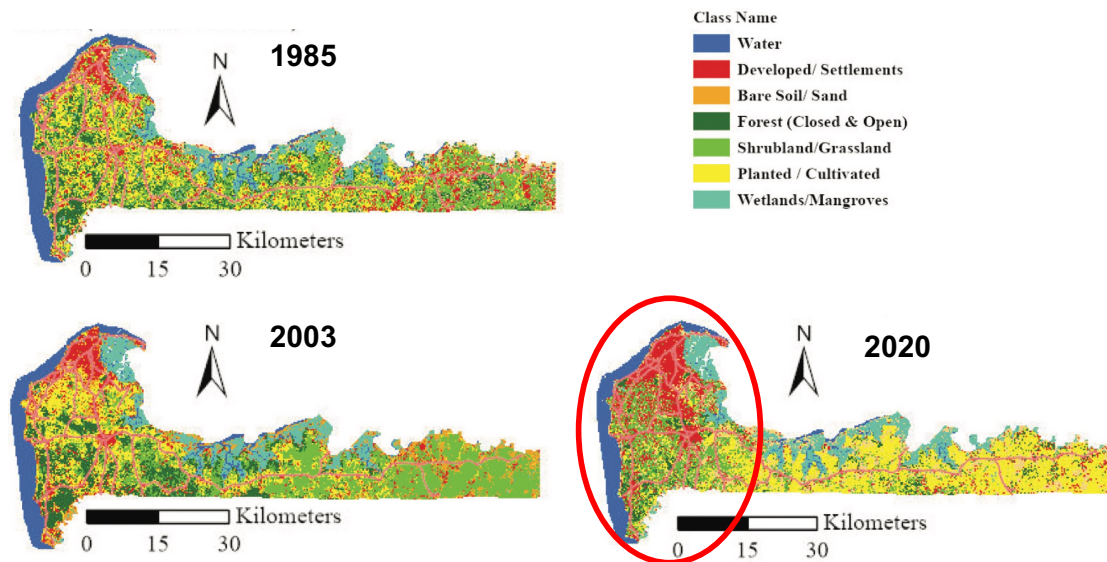 1985
N
Kilometers
0 15 30
Class Name
Water
Developed/ Settlements
Bare Soil/ Sand
Forest (Closed & Open)
Shrubland/Grassland
Planted / Cultivated
Wetlands/Mangroves
2003
N
Kilometers
0 15 30
2020
N
Kilometers
0 15 30